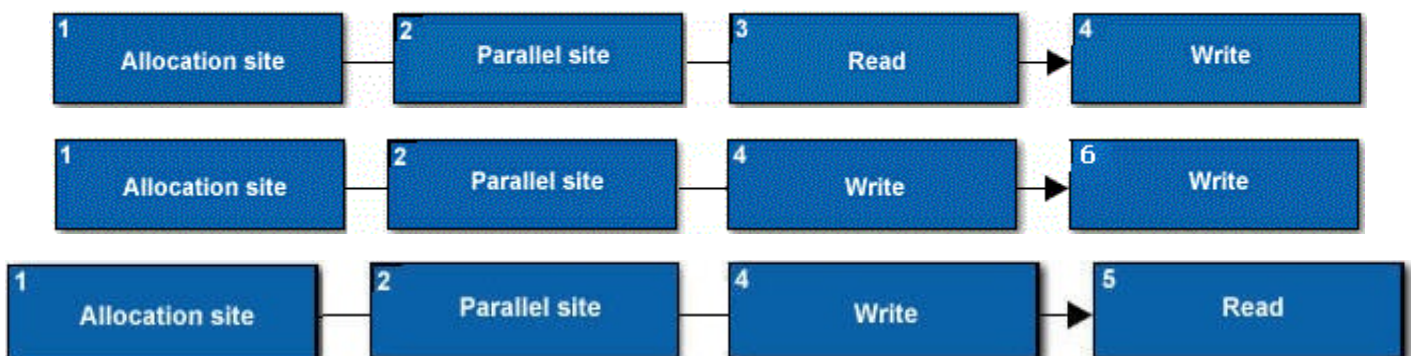 1 Allocation site 2 Parallel site 3 Read 4 Write
1 Allocation site 2 Parallel site 4 Write 6 Write
1 Allocation site 2 Parallel site 4 Write 5 Read